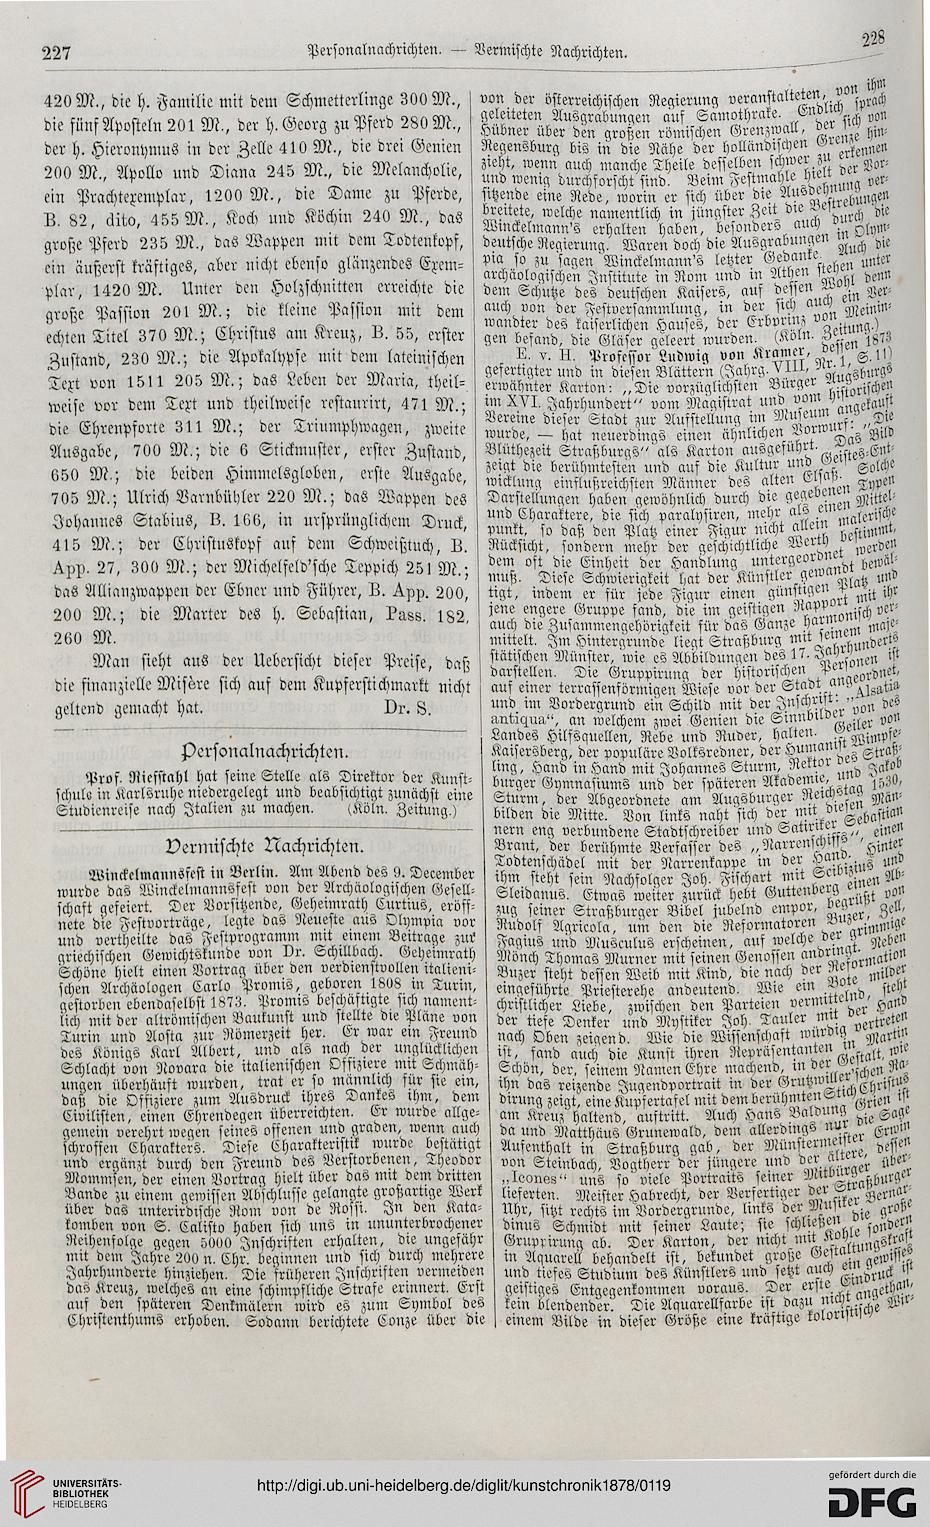 227
Personalnachrichten. — Vermischte Nachrichten.
228
420 M., die h. Familie mit dem Schmetterlinge 300 M.,
die fünf Aposteln 201 M., der h. Georg zu Pferd 280 M.,
der h. Hieronymus in der Zelle 410 M., die drei Genien
200 M., Apollo und Diana 245 M., die Melancholie,
ein Prachtexemplar, 1200 M., die Dame zu Pferde,
B. 82, dito, 455 M., Koch und Köchin 240 M., das
große Pferd 235 M., das Wappen mit dem Todtenkopf,
ein äußerst kräftiges, aber nicht ebenso glänzendes Exem-
plar, 1420 M. Unter den Holzschnitten erreichte die
große Passion 201 M.; die kleine Passion mit dem
echten Titel 370 M.; Christus am Kreuz, B. 55, erster
Zustand, 230 M.; die Apokalypse mit dem lateinischen
Text von 1511 205 M.; das Leben der Maria, theil-
weise vor dem Text und theilweise restaurirt, 471 M.;
die Ehrenpforte 311 M.; der Triumphwagen, zweite
Ausgabe, 700 M.; die 6 Stickmuster, erster Zustand,
650 M.; die beiden Himmelsgloben, erste Ausgabe,
705 M.; Ulrich Varnbühler 220 M.; das Wappen des
Johannes Stabius, B. 166, in ursprünglichem Druck,
415 M.; der Christuskopf auf dem Schweißtuch, B.
App. 27, 300 M.; der Michelfeld'sche Teppich 251 M.;
das Allianzwappen der Ebner und Führer, B. App. 200,
200 M.; die Marter des h. Sebastian, Pass. 182,
260 M.
Man sieht aus der Uebersicht dieser Preise, daß
die finanzielle Misère sich auf dem Kupferstichmarkt nicht
geltend gemacht hat. Dr. S.
Personalnachrichten.
Prof. Riefstahl hat seine Stelle als Direktor der Kunst-
schule in Karlsruhe niedergelegt und beabsichtigt zunächst eine
Studienreise nach Italien zu machen. (Köln. Zeitung.)
Vermischte Nachrichten.
Winckelmannsfest in Berlin. Am Abend des 9. December
wurde das Winckelmannsfest von der Archäologischen Gesell-
schaft gefeiert. Der Vorsitzende, Geheimrath Curtius, eröff-
nete die Festvorträge, legte das Neueste aus Olympia vor
und vertheilte das Festprogramm mit einem Beitrage zur
griechischen Gewichtskunde von Dr. Schillbach. Geheimrath
Schöne hielt einen Vortrag über den verdienstvollen italieni-
schen Archäologen Carlo Promis, geboren 1808 in Turin,
gestorben ebendaselbst 1873. Promis beschäftigte sich nament-
lich mit der altrömischen Baukunst und stellte die Pläne von
Turin und Aosta zur Römerzeit her. Er war ein Freund
des Königs Karl Albert, und als nach der unglücklichen
Schlacht von Novara die italienischen Offiziere mit Schmäh-
ungen überhäuft wurden, trat er so männlich für sie ein,
daß die Offiziere zum Ausdruck ihres Dankes ihm, dem
Civilisten, einen Ehrendegen überreichten. Er wurde allge-
gemein verehrt wegen seines offenen und graden, wenn auch
schroffen Charakters. Diese Charakteristik wurde bestätigt
und ergänzt durch den Freund des Verstorbenen, Theodor
Mommsen, der einen Vortrag hielt über das mit dem dritten
Bande zu einem gewissen Abschlusse gelangte großartige Werk
über das unterirdische Rom von de Rossi. In den Kata-
komben von S. Calisto haben sich uns in ununterbrochener
Reihenfolge gegen 5000 Inschriften erhalten, die ungefähr
mit dem Jahre 200 n. Chr. beginnen und sich durch mehrere
Jahrhunderte hinziehen. Die früheren Inschriften vermeiden
das Kreuz, welches an eine schimpfliche Strafe erinnert. Erst
auf den späteren Denkmälern wird es zum Symbol des
Christenthums erhoben. Sodann berichtete Conze über die
von der österreichischen Regierung veranstalteten, von ihm
geleiteten Ausgrabungen auf Samothrake. Endlich sprach
Hübner über den großen römischen Grenzwall, der sich von
Regensburg bis in die Nähe der holländischen Grenze hin-
zieht, wenn auch manche Theile desselben schwer zu erkennen
und wenig durchforscht sind. Beim Festmahle hielt der Vor-
sitzende eine Rede, worin er sich über die Ausdehnung ver-
breitete, welche namentlich in jüngster Zeit die Bestrebungen
Winckelmann's erhalten haben, besonders auch durch die
deutsche Regierung. Waren doch die Ausgrabungen in Olym-
pia so zu sagen Winckelmann's letzter Gedanke. Auch die
archäologischen Institute in Rom und in Athen stehen unter
dem Schutze des deutschen Kaisers, auf dessen Wohl denn
auch von der Festversammlung, in der sich auch ein Ver-
wandter des kaiserlichen Hauses, der Erbprinz von Meinin-
gen befand, die Gläser geleert wurden. (Köln. Zeitung.)
E. v. H. Professor Ludwig von Kramer, dessen 1873
gefertigter und in diesen Blättern (Jahrg. VIII, Nr. 1, S. 11)
erwähnter Karton: „Die vorzüglichsten Bürger Augsburgs
im XVI. Jahrhundert“ vom Magistrat und vom historischen
Vereine dieser Stadt zur Aufstellung im Museum angekauft
wurde, — hat neuerdings einen ähnlichen Vorwurf: „Die
Blüthezeit Straßburgs“ als Karton ausgeführt. Das Bild
zeigt die berühmtesten und auf die Kultur und Geistes-Ent-
wicklung einflußreichsten Männer des alten Elsaß. Solche
Darstellungen haben gewöhnlich durch die gegebenen Typen
und Charaktere, die sich paralysiren, mehr als einen Mittel-
punkt, so daß den Platz einer Figur nicht allein malerische
Rücksicht, sondern mehr der geschichtliche Werth bestimmt,
dem oft die Einheit der Handlung untergeordnet werden
muß. Diese Schwierigkeit hat der Künstler gewandt bewäl-
tigt, indem er für jede Figur einen günstigen Platz und
jene engere Gruppe fand, die im geistigen Rapport mit ihr
auch die Zusammengehörigkeit für das Ganze harmonisch ver-
mittelt. Im Hintergrunde liegt Straßburg mit seinem maje-
stätischen Münster, wie es Abbildungen des 17. Jahrhunderts
darstellen. Die Gruppirung der historischen Personen ist
auf einer terrassenförmigen Wiese vor der Stadt angeordnet,
und im Vordergrund ein Schild mit der Inschrift: „Alsatia
antiqua“, an welchem zwei Genien die Sinnbilder von des
Landes Hilfsquellen, Rebe und Ruder, halten. Geiler von
Kaisersberg, der populäre Volksredner, der Humanist Wimpfe-
ling, Hand in Hand mit Johannes Sturm, Rektor des Straß-
burger Gymnasiums und der späteren Akademie, und Jakob
Sturm, der Abgeordnete am Augsburger Reichstag 1530,
bilden die Mitte. Von links naht sich der mit diesen Män-
nern eng verbundene Stadtschreiber und Satiriker Sebastian
Brant, der berühmte Verfasser des „Narrenschiffs“, einen
Todtenschädel mit der Narrenkappe in der Hand. Hinter
ihm steht sein Nachfolger Joh. Fischart mit Scibizius und
Sleidanus. Etwas weiter zurück hebt Guttenberg einen Ab-
zug seiner Straßburger Bibel jubelnd empor, begrüßt von
Rudolf Agricola, um den die Reformatoren Buzer, Zell,
Fagius und Musculus erscheinen, auf welche der grimmige
Mönch Thomas Murner mit seinen Genossen andringt. Neben
Buzer steht dessen Weib mit Kind, die nach der Reformation
eingeführte Priesterehe andeutend. Wie ein Bote milder
christlicher Liebe, zwischen den Parteien vermittelnd, steht
der tiefe Denker und Mystiker Joh. Tauler mit der Hand
nach Oben zeigend. Wie die Wissenschaft würdig vertreten
ist, fand auch die Kunst ihren Repräsentanten in Martin
Schön, der, seinem Namen Ehre machend, in der Gestalt, wie
ihn das reizende Jugendportrait in der Grutzwiller'schen Ra-
dirung zeigt, eine Kupfertafel mit dem berühmten Stich Christus
am Kreuz haltend, auftritt. Auch Hans Baldung Grien ist
da und Matthäus Grunewald, dem allerdings nur die Sage
Aufenthalt in Straßburg gab, der Münstermeister Erwin
von Steinbach, Vogtherr der jüngere und der ältere, dessen
„Icones“ uns so viele Portraits seiner Mitbürger über-
lieferten. Meister Habrecht, der Verfertiger der Straßburger
Uhr, sitzt rechts im Vordergrunde, links der Musiker Bernar-
dinus Schmidt mit seiner Laute; sie schließen die große
Gruppirung ab. Der Karton, der nicht mit Kohle sondern
in Aquarell behandelt ist, bekundet große Gestaltungskraft
und tiefes Studium des Künstlers und setzt auch ein gewisses
geistiges Entgegenkommen voraus. Der erste Eindruck ist
kein blendender. Die Aquarellfarbe ist dazu nicht angethan,
einem Bilde in dieser Größe eine kräftige koloristische Wir-
UNIVERSITÄTS-
BIBLIOTHEK
HEIDELBERG
http://digi.ub.uni-heidelberg.de/diglit/kunstchronik1878/0119
gefördert durch die
DFG